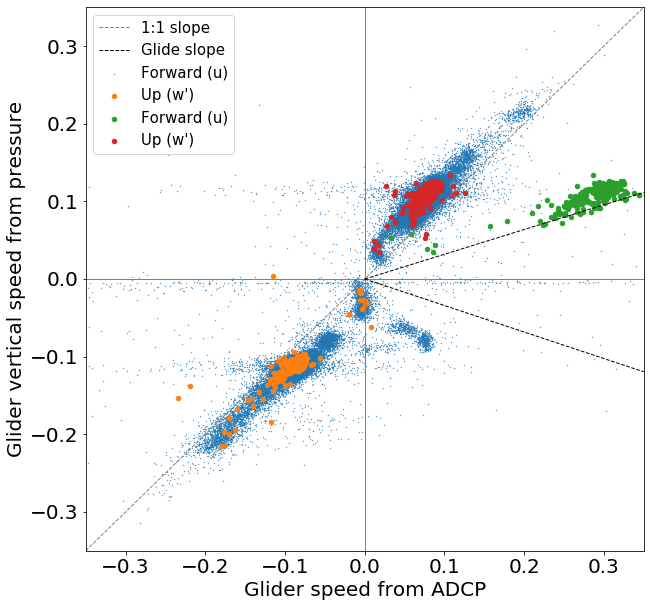 1:1 slope
Glide slope
Forward (u)
Up (w')
Forward (u)
Up (w')
0.3
0.2
0.1
0.0
−0.1
−0.2
−0.3
Glider vertical speed from pressure
−0.3
−0.2
−0.1
0.0
0.1
0.2
0.3
Glider speed from ADCP